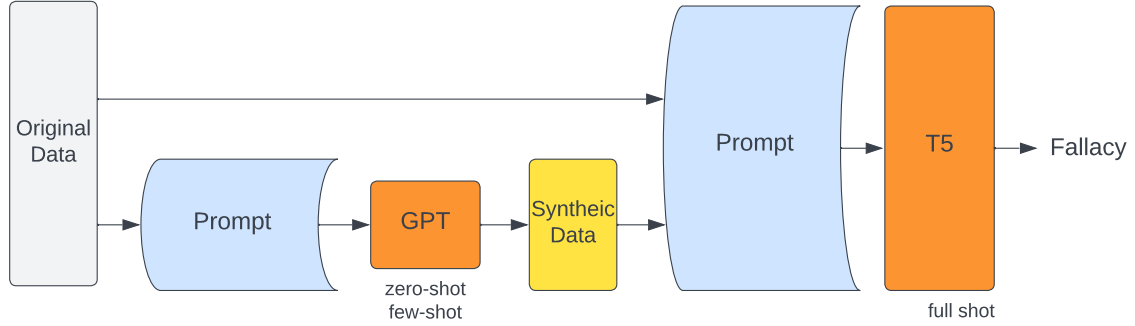 Original
Data
Prompt
GPT
zero-shot
few-shot
Syntheic
Data
Prompt
T5
full shot
Fallacy